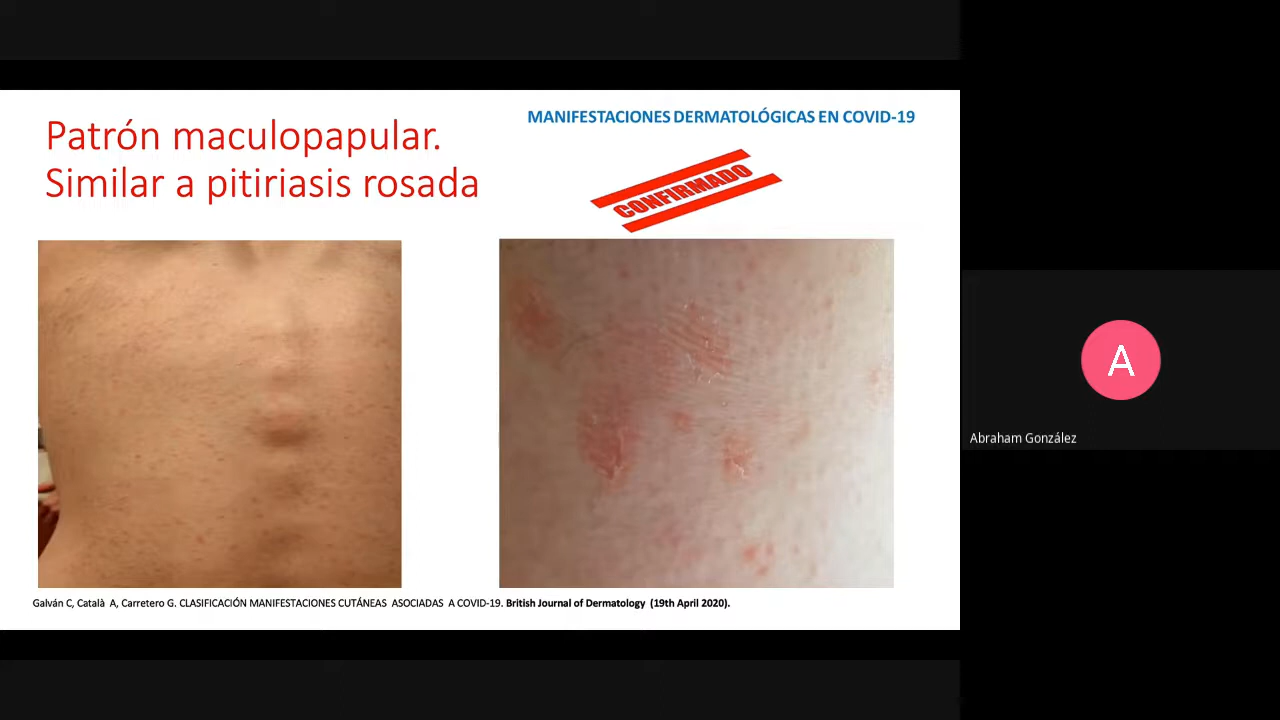 MANIFESTACIONES DERMATOLÓGICAS EN COVID-19
Patrón maculopapular.
Similar a pitiriasis rosada
CONFIRMADO
A
Abraham González
Galván C, Català A, Carretero G. CLASIFICACIÓN MANIFESTACIONES CUTÁNEAS ASOCIADAS A COVID-19. British Journal of Dermatology (19th April 2020).